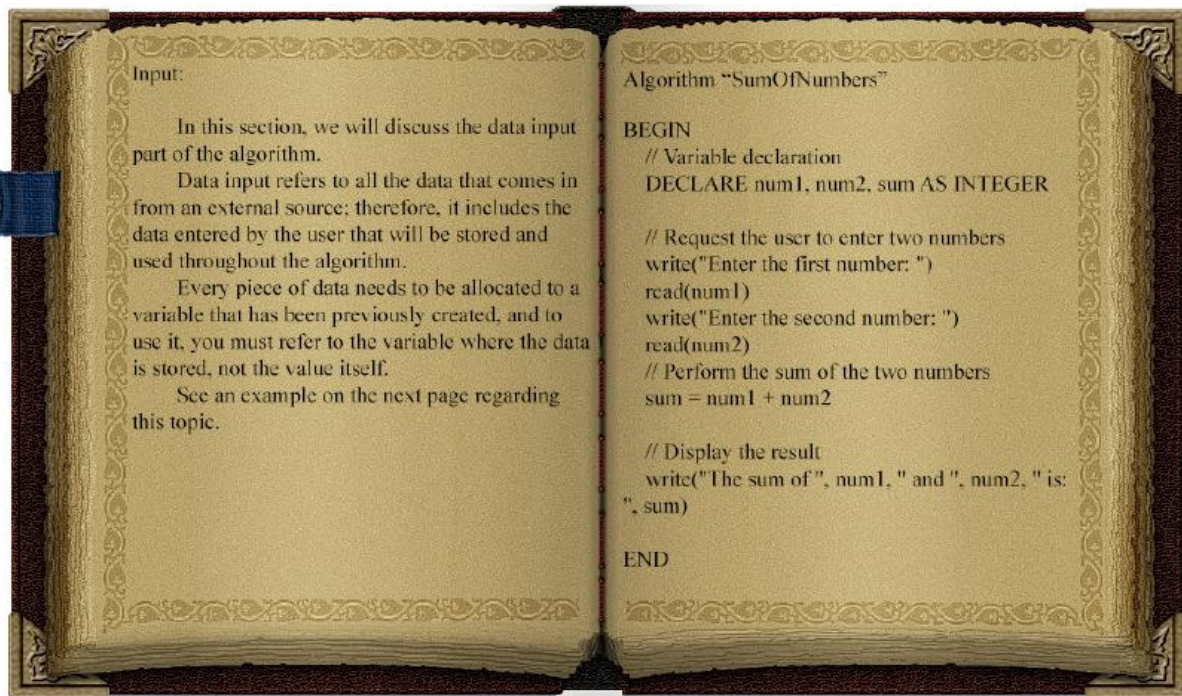 Input:
In this section, we will discuss the data input
part of the algorithm.
Data input refers to all the data that comes in
from an external source; therefore, it includes the
data entered by the user that will be stored and
used throughout the algorithm.
Every piece of data needs to be allocated to a
variable that has been previously created, and to
use it, you must refer to the variable where the data
is stored, not the value itself.
See an example on the next page regarding
this topic.
Algorithm “SumOfNumbers”
BEGIN
// Variable declaration
DECLARE num1, num2, sum AS INTEGER
// Request the user to enter two numbers
write("Enter the first number: ")
read(num1)
write("Enter the second number: ")
read(num2)
// Perform the sum of the two numbers
sum = num1 + num2
// Display the result
write("The sum of ", num1, " and ", num2, " is:
", sum)
END